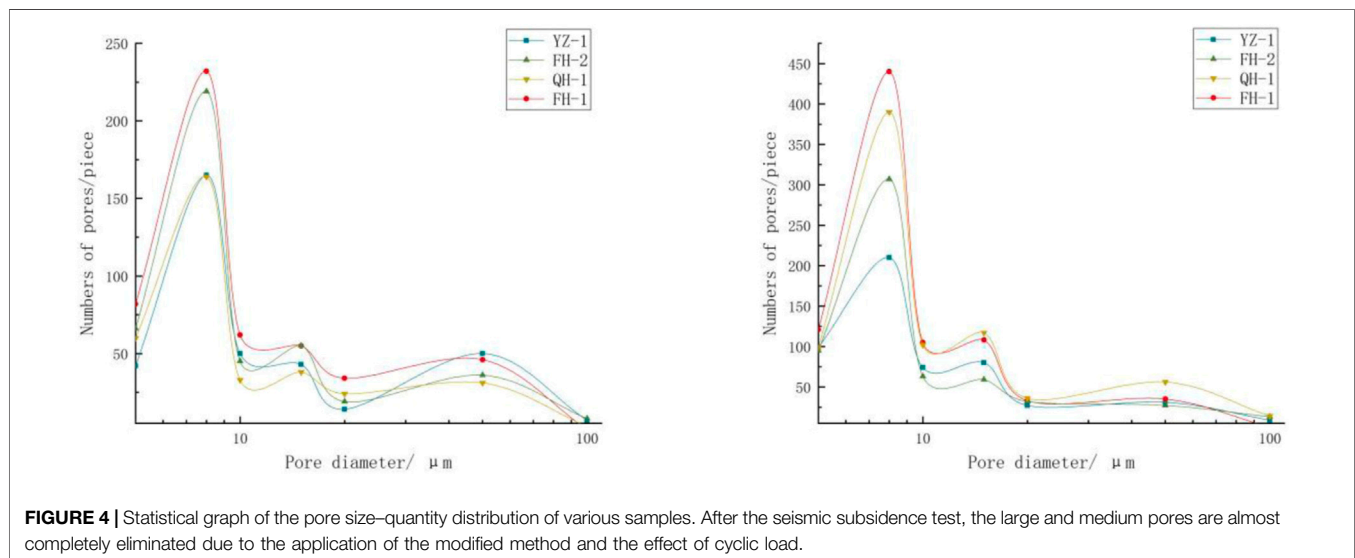 250
200
150
100
50
Numbers of pores/piece
10
100
Pore diameter/ μm
YZ-1
FH-2
QH-1
FH-1
450
400
350
300
250
200
150
100
50
Numbers of pores/piece
10
100
Pore diameter/ μm
YZ-1
FH-2
QH-1
FH-1
FIGURE 4 | Statistical graph of the pore size–quantity distribution of various samples. After the seismic subsidence test, the large and medium pores are almost
completely eliminated due to the application of the modified method and the effect of cyclic load.